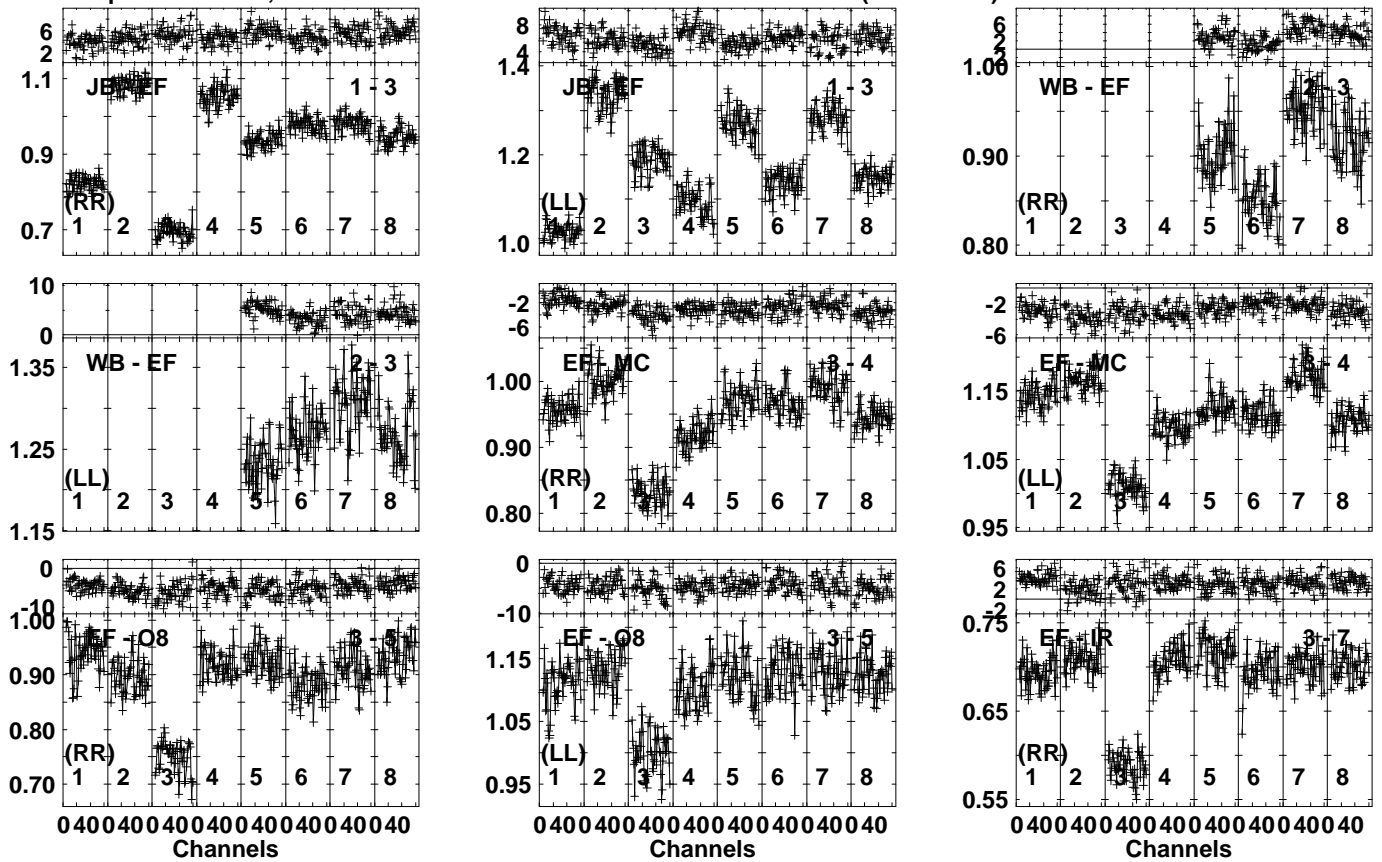 6 2 8 4 6 2 2
1.1 JB - EF 1 - 3 1.4 JB - EF 1 - 3 1.00 WB - EF 2 - 3
0.9 1.2 0.90
(RR) (LL) (RR)
0.7 1 2 4 5 6 7 8 1.0 1 2 3 4 5 6 7 8 0.80 1 2 3 4 5 6 7 8
10 0 -2 -6 -2 -6
1.35 WB - EF 2 - 3 1.00 EF - MC 3 - 4 1.15 EF - MC 3 - 4
1.25 0.90 1.05
(LL) (RR) (LL)
1.15 1 2 3 4 5 6 7 8 0.80 1 2 3 4 5 6 7 8 0.95 1 2 3 4 5 6 7 8
0 -10 0 -10 6 2 -2
1.00 EF - O8 3 - 5 1.15 EF - O8 3 - 5 0.75 EF - IR 3 - 7
0.90 1.05 0.65
0.80
(RR) (LL) (RR)
0.70 1 2 3 4 5 6 7 8 0.95 1 2 3 4 5 6 7 8 0.55 1 2 3 4 5 6 7 8
0 40 0 40 0 40 0 40 0 40 0 40 0 40 0 40 0 40 0 40 0 40 0 40 0 40 0 40 0 40 0 40 0 40 0 40 0 40 0 40 0 40 0 40 0 40 0 40
Channels Channels Channels